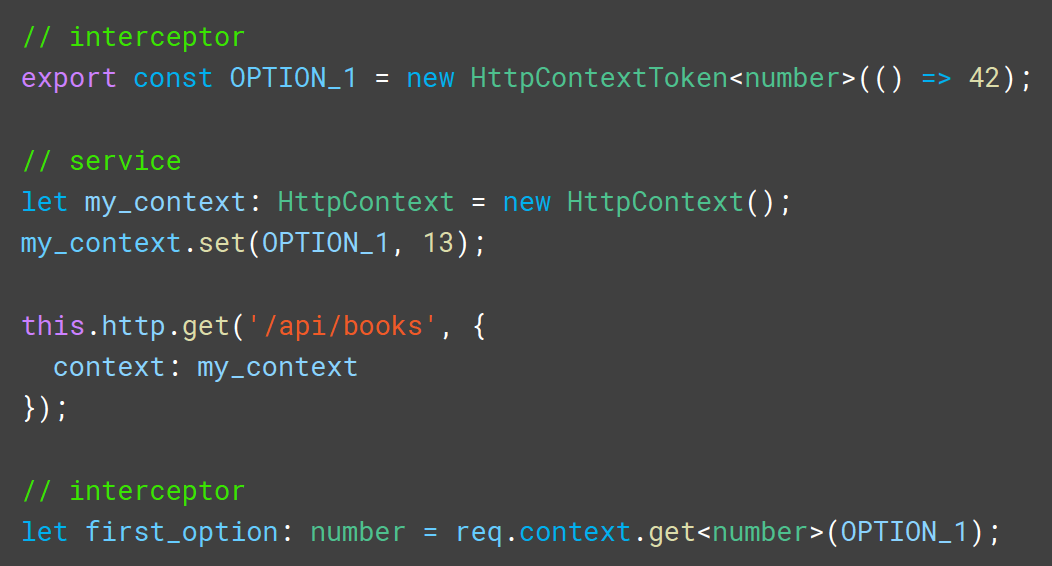 // interceptor
export const OPTION_1 = new HttpContextToken<number>(() => 42);
// service
let my_context: HttpContext = new HttpContext();
my_context.set(OPTION_1, 13);
this.http.get('/api/books', {
  context: my_context
});
// interceptor
let first_option: number = req.context.get<number>(OPTION_1);